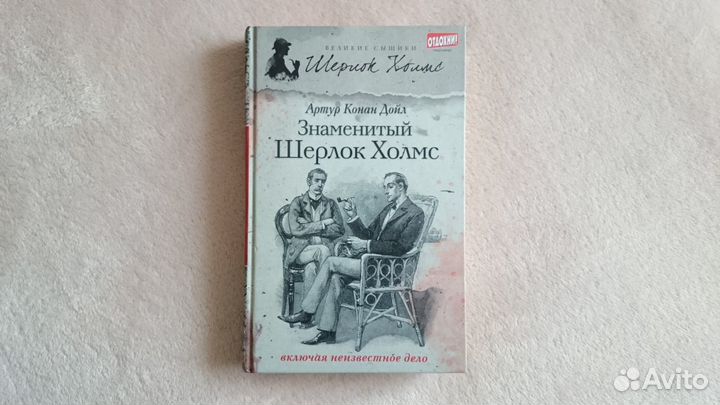 ВЕЛИКИЕ СЫЩИКИ
ОТДОХНИ!
Шерлок Холмс
Артур Конан Дойл
Знаменитый
Шерлок Холмс
включая неизвестное дело
Avito